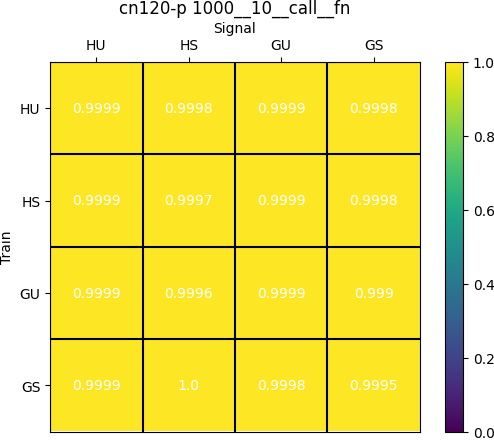 cn120-p 1000__10__call__fn
Signal
HU HS GU GS
HU 0.9999 0.9998 0.9999 0.9998
HS 0.9999 0.9997 0.9999 0.9998
GU 0.9999 0.9996 0.9999 0.999
GS 0.9999 1.0 0.9998 0.9995
Train
1.0
0.8
0.6
0.4
0.2
0.0